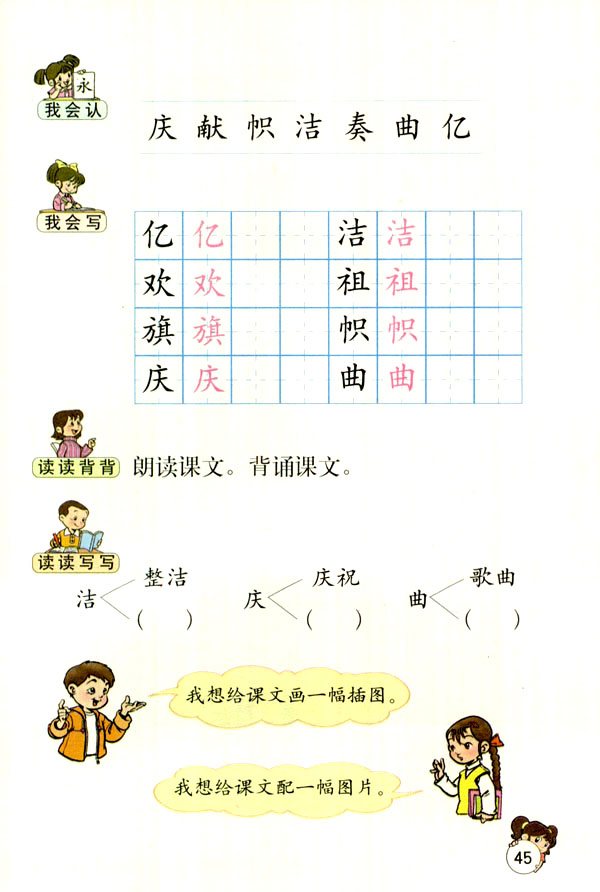 永
我会认
庆 献 帜 洁 奏 曲 亿
我会写
亿 亿 洁 洁
欢 欢 祖 祖
旗 旗 帜 帜
庆 庆 曲 曲
读读背背 朗读课文。背诵课文。
读读写写
整洁 庆祝 歌曲
洁 庆 曲
( ) ( ) ( )
我想给课文画一幅插图。
我想给课文配一幅图片。
45